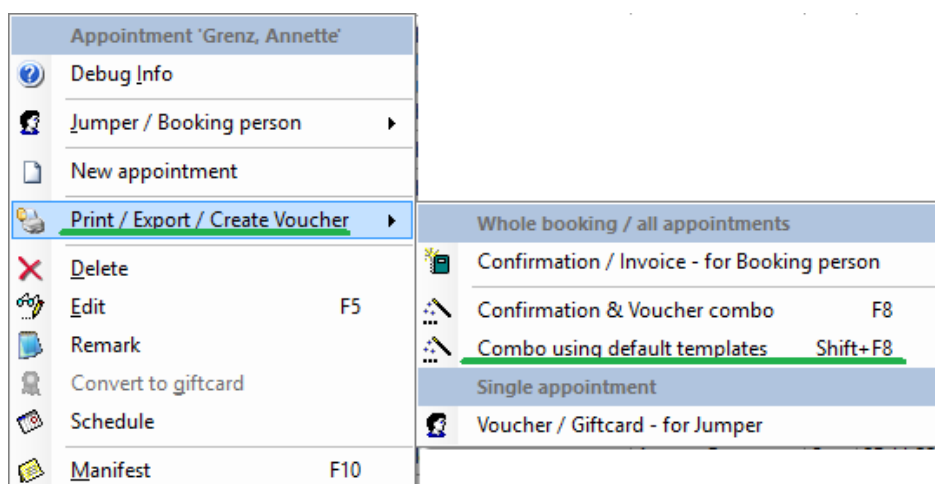 Appointment 'Grenz, Annette'
Debug Info
Jumper / Booking person
New appointment
Print / Export / Create Voucher
Delete
Edit F5
Remark
Convert to giftcard
Schedule
Manifest F10
Whole booking / all appointments
Confirmation / Invoice - for Booking person
Confirmation & Voucher combo F8
Combo using default templates Shift+F8
Single appointment
Voucher / Giftcard - for Jumper